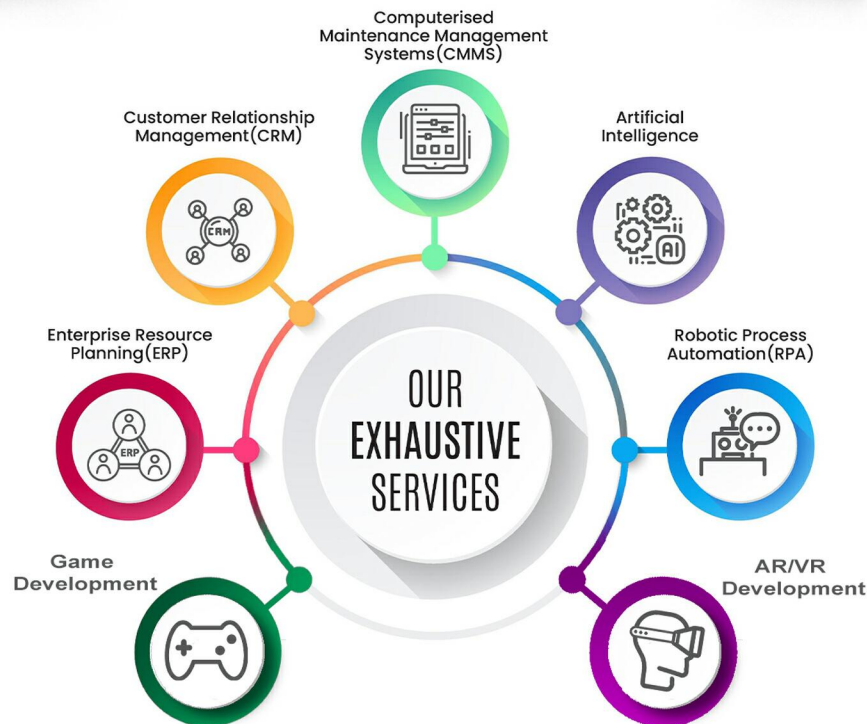 Computerised
Maintenance Management
Systems(CMMS)
Customer Relationship
Management(CRM)
Artificial
Intelligence
CRM
AI
Enterprise Resource
Planning(ERP)
Robotic Process
Automation(RPA)
ERP
OUR
EXHAUSTIVE
SERVICES
Game
Development
AR/VR
Development